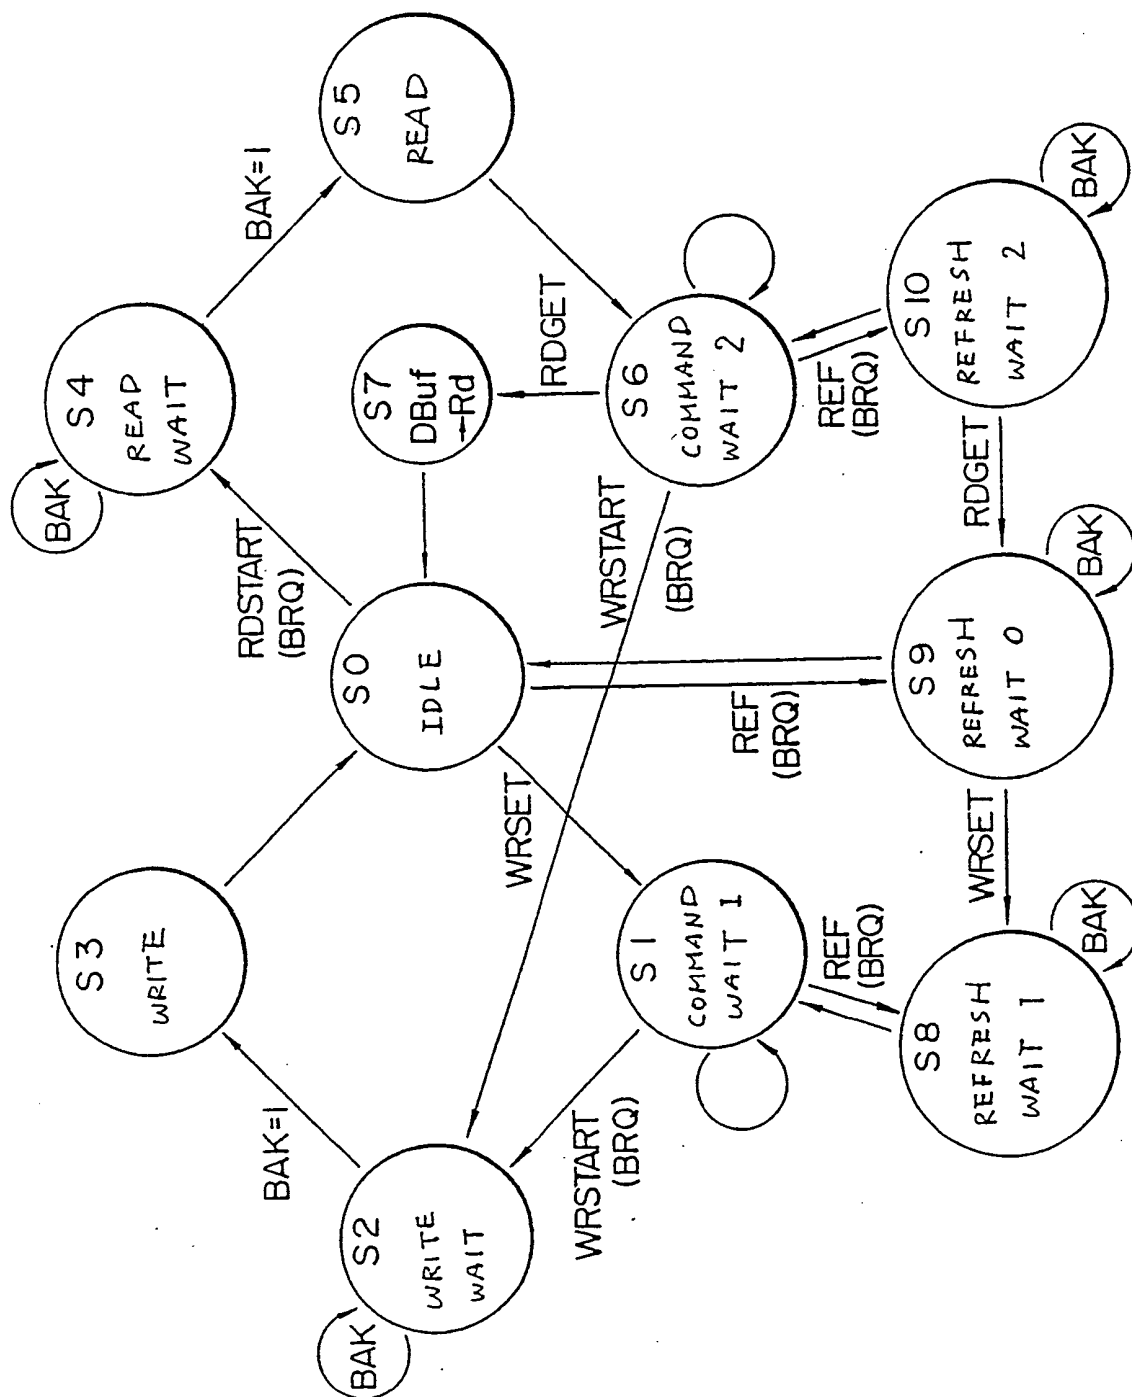 BAK
S2
WRITE
WAIT
BAK=1
S3
WRITE
BAK
S4
READ
WAIT
BAK=1
S5
READ
RDSTART
(BRQ)
S0
IDLE
S7
DBuf
→Rd
RDGET
WRSTART
(BRQ)
WRSET
WRSTART
(BRQ)
S1
COMMAND
WAIT 1
S6
COMMAND
WAIT 2
REF
(BRQ)
REF
(BRQ)
REF
(BRQ)
S8
REFRESH
WAIT 1
BAK
WRSET
S9
REFRESH
WAIT 0
BAK
RDGET
S10
REFRESH
WAIT 2
BAK